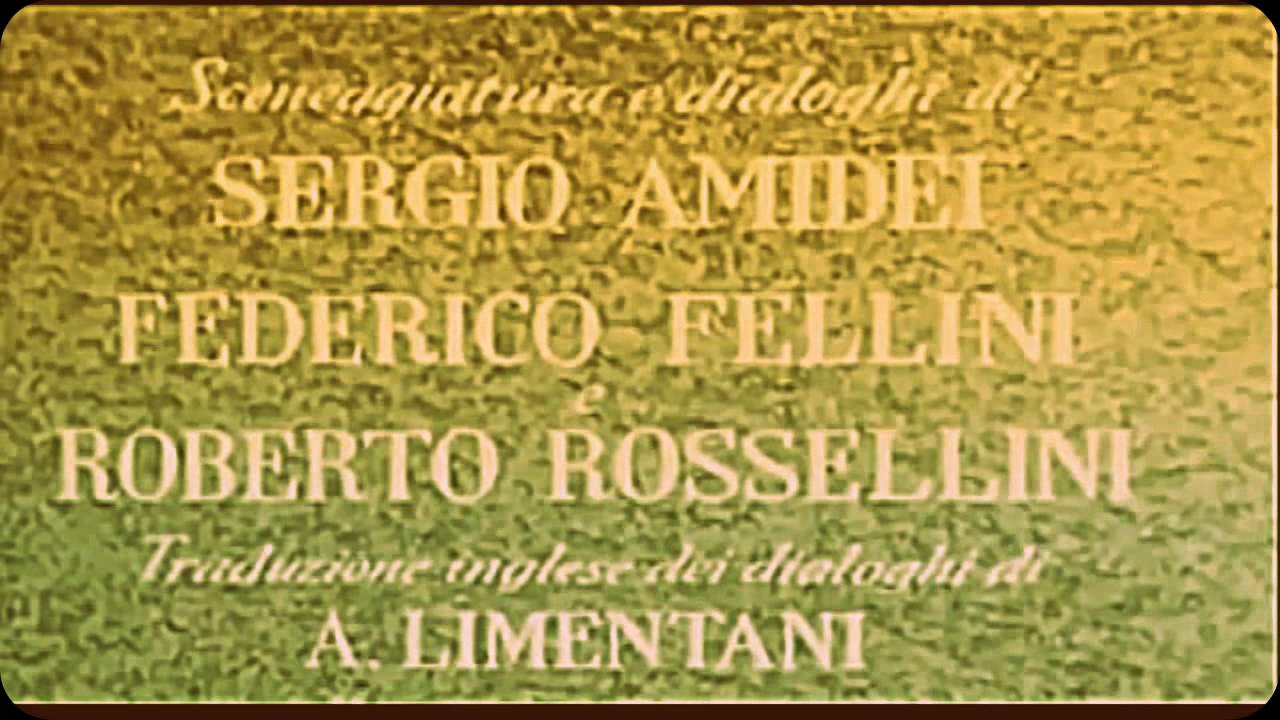 Sceneggiatura e dialoghi di
SERGIO AMIDEI
FEDERICO FELLINI
e
ROBERTO ROSSELLINI
Traduzione inglese dei dialoghi di
A. LIMENTANI